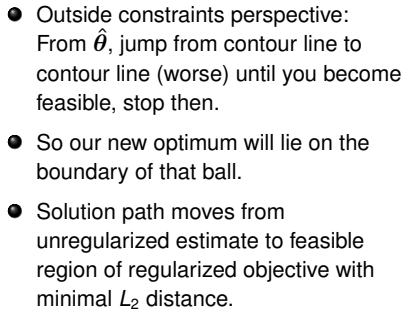 Outside constraints perspective:
From θ̂, jump from contour line to
contour line (worse) until you become
feasible, stop then.
So our new optimum will lie on the
boundary of that ball.
Solution path moves from
unregularized estimate to feasible
region of regularized objective with
minimal L₂ distance.